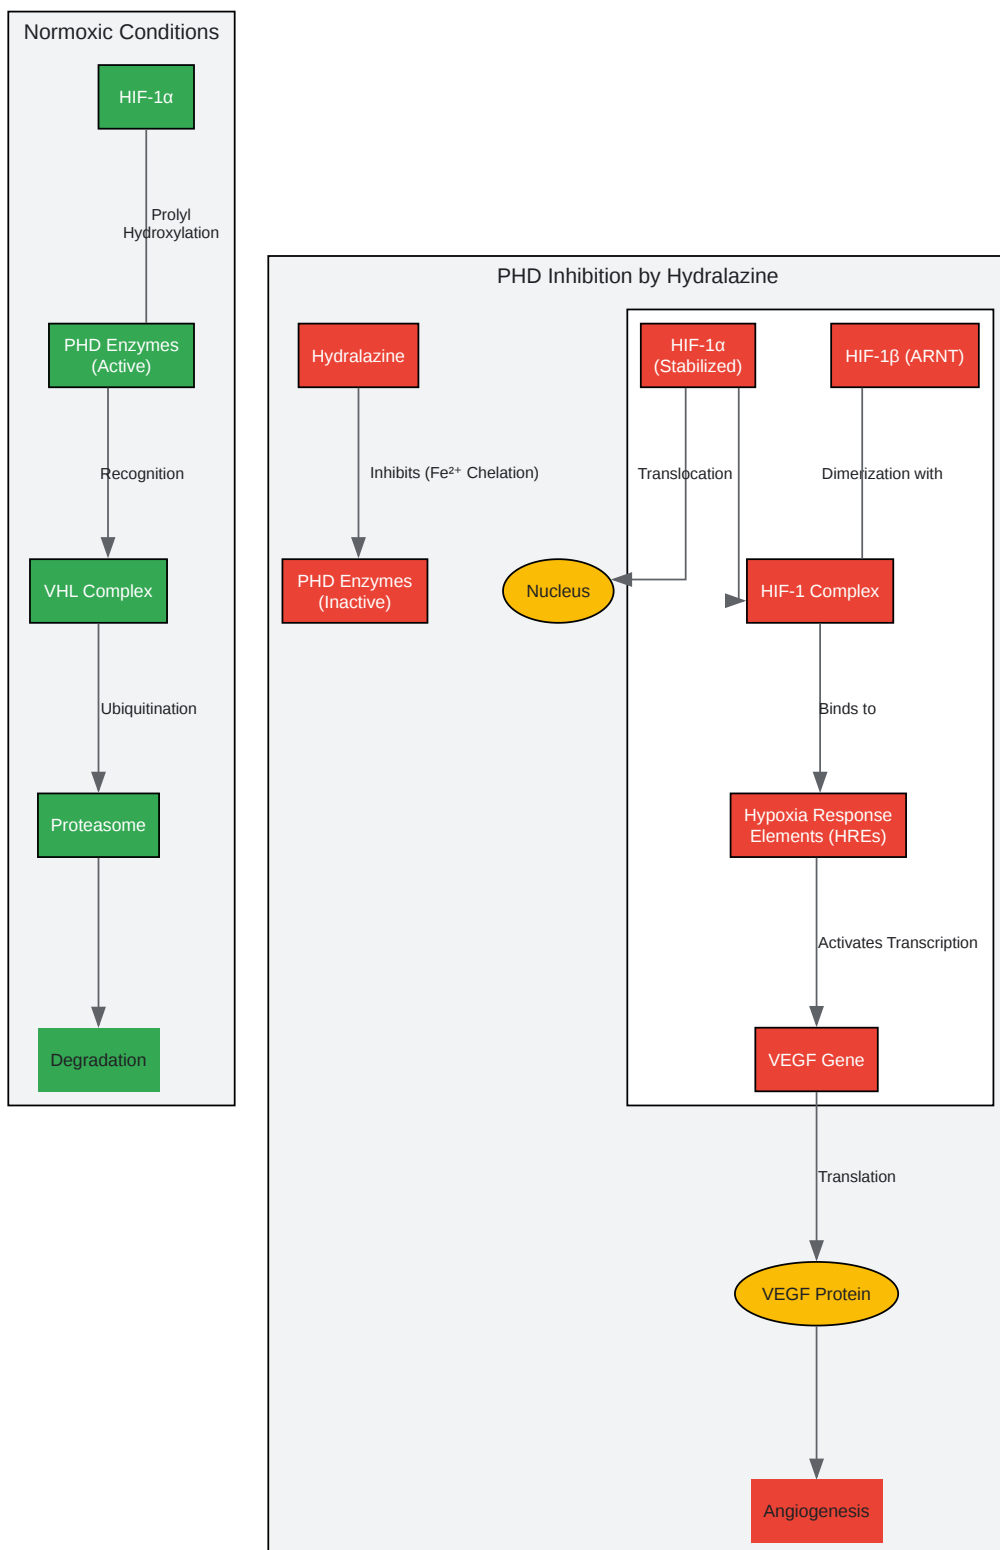 Normoxic Conditions
HIF-1α
Prolyl
Hydroxylation
PHD Enzymes
(Active)
Recognition
VHL Complex
Ubiquitination
Proteasome
Degradation
PHD Inhibition by Hydralazine
Hydralazine
Inhibits (Fe²⁺ Chelation)
PHD Enzymes
(Inactive)
HIF-1α
(Stabilized)
HIF-1β (ARNT)
Translocation
Dimerization with
Nucleus
HIF-1 Complex
Binds to
Hypoxia Response
Elements (HREs)
Activates Transcription
VEGF Gene
Translation
VEGF Protein
Angiogenesis